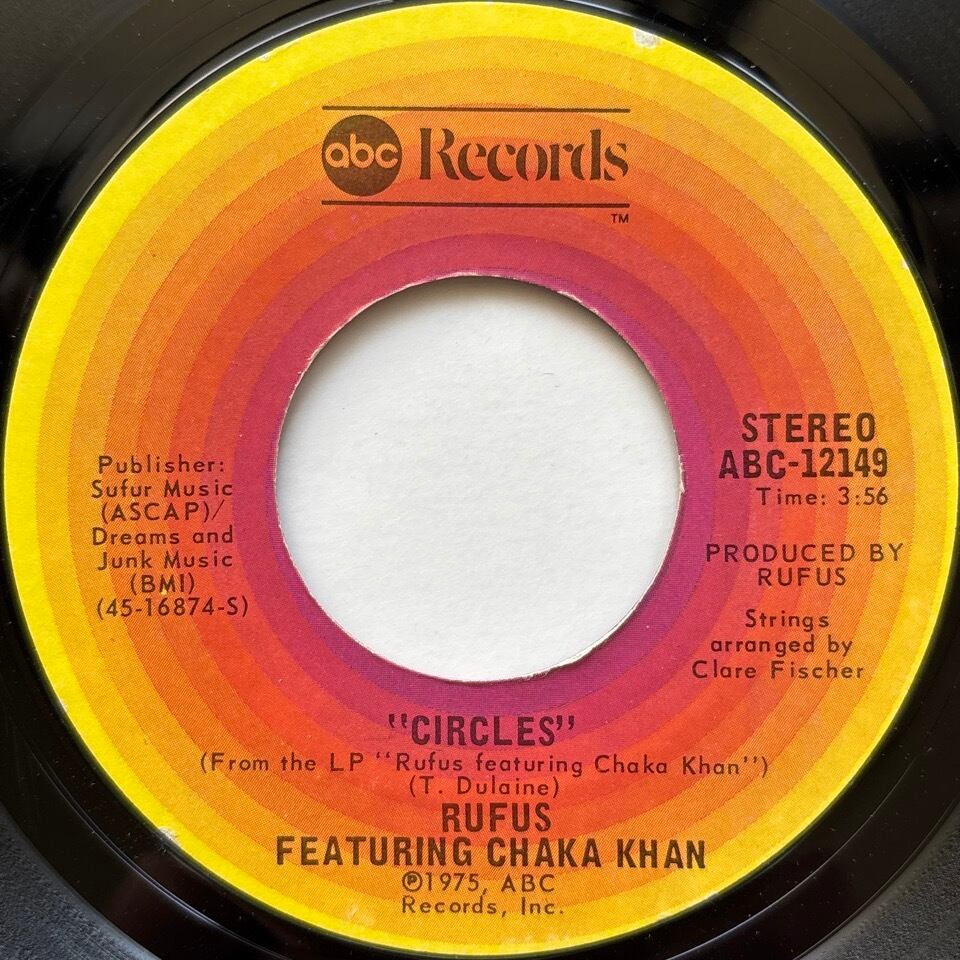 abc Records
TM
STEREO
ABC-12149
Time: 3:56
PRODUCED BY
RUFUS
Strings
arranged by
Clare Fischer
Publisher:
Sufur Music
(ASCAP)/
Dreams and
Junk Music
(BMI)
(45-16874-S)
"CIRCLES"
(From the LP "Rufus featuring Chaka Khan")
(T. Dulaine)
RUFUS
FEATURING CHAKA KHAN
℗1975, ABC
Records, Inc.